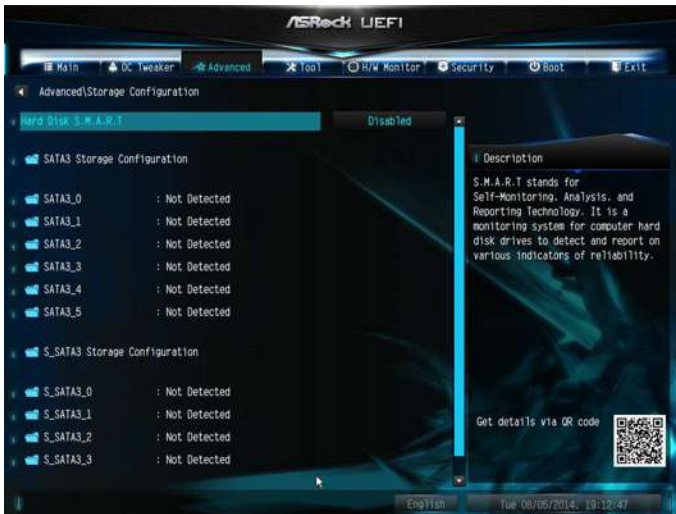 ASRock UEFI
Main OC Tweaker Advanced Tool H/W Monitor Security Boot Exit
Advanced\Storage Configuration
Hard Disk S.M.A.R.T Disabled
SATA3 Storage Configuration
SATA3_0 : Not Detected
SATA3_1 : Not Detected
SATA3_2 : Not Detected
SATA3_3 : Not Detected
SATA3_4 : Not Detected
SATA3_5 : Not Detected
S_SATA3 Storage Configuration
S_SATA3_0 : Not Detected
S_SATA3_1 : Not Detected
S_SATA3_2 : Not Detected
S_SATA3_3 : Not Detected
Description
S.M.A.R.T stands for
Self-Monitoring, Analysis, and
Reporting Technology. It is a
monitoring system for computer hard
disk drives to detect and report on
various indicators of reliability.
Get details via QR code
English Tue 08/05/2014, 19:12:47